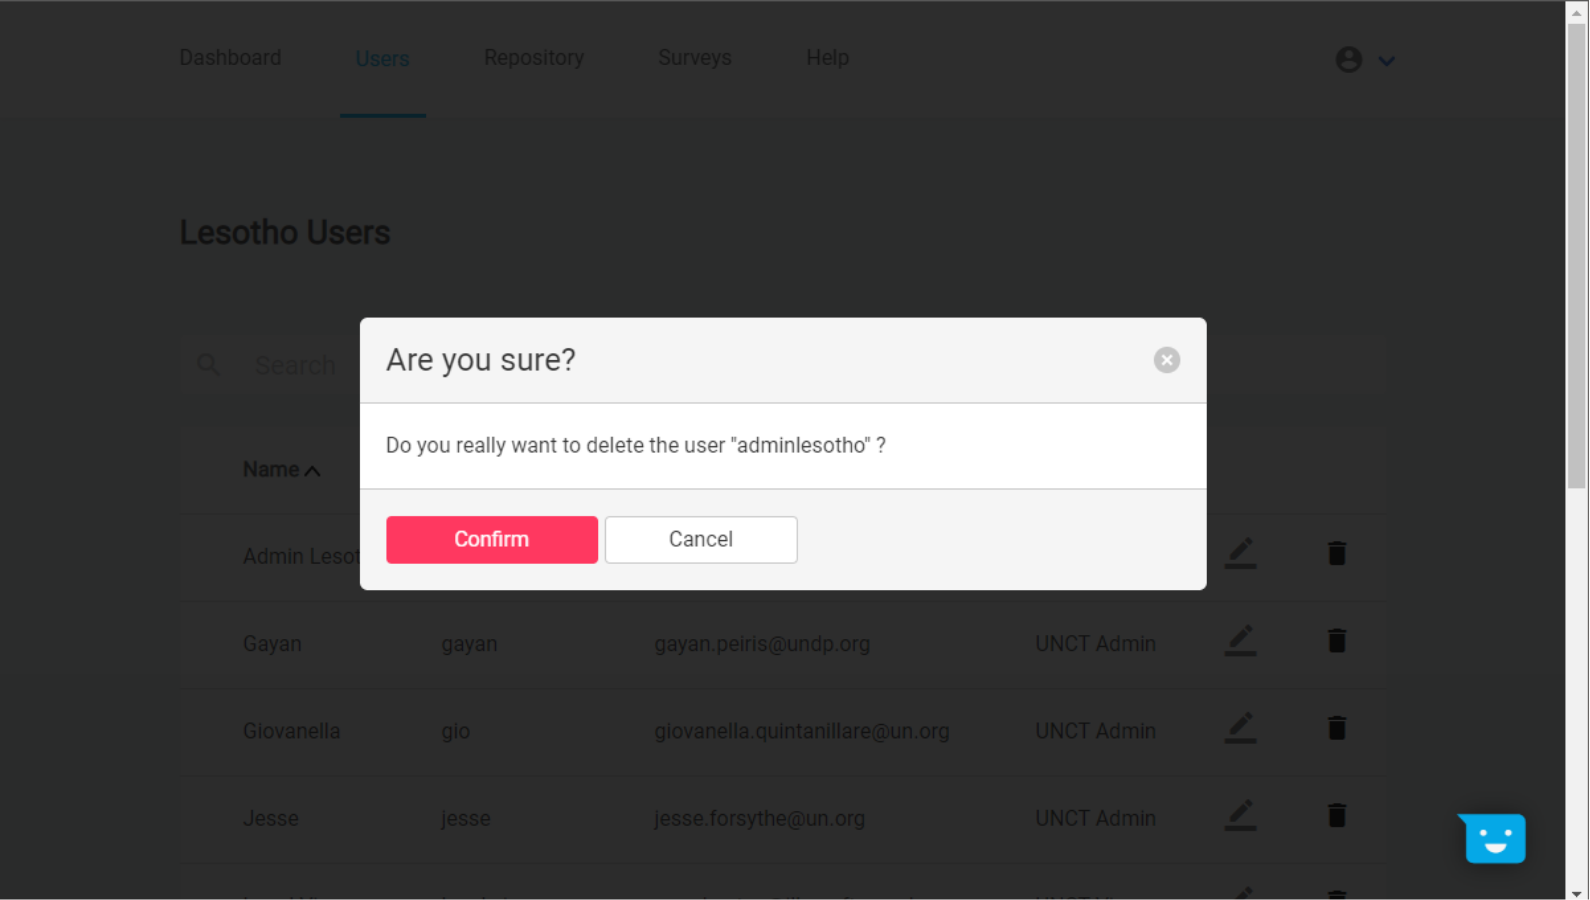 Dashboard Users Repository Surveys Help
Lesotho Users
Search
Are you sure?
Do you really want to delete the user "adminlesotho" ?
Confirm Cancel
Name
Admin
Gayan gayan gayan.peiris@undp.org UNCT Admin
Giovanella gio giovanella.quintanillare@un.org UNCT Admin
Jesse jesse jesse.forsythe@un.org UNCT Admin